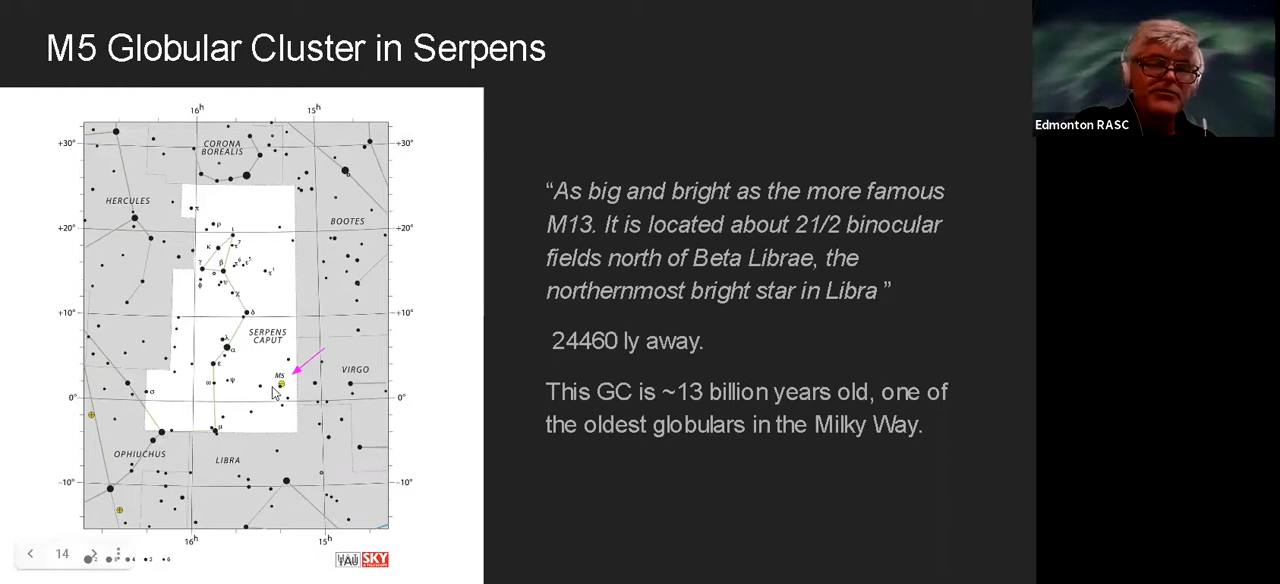 M5 Globular Cluster in Serpens
Edmonton RASC
16h 15h
+30° +30°
CORONA
BOREALIS
HERCULES
BOOTES
+20° +20°
π
ρ
ι
κ
γ
β
δ
+10° +10°
SERPENS
CAPUT
λ
α
ε
ω ψ
M5
VIRGO
σ
0° 0°
μ
OPHIUCHUS
LIBRA
-10° -10°
16h 15h
14
IAU
SKY
“As big and bright as the more famous
M13. It is located about 21/2 binocular
fields north of Beta Librae, the
northernmost bright star in Libra ”
24460 ly away.
This GC is ~13 billion years old, one of
the oldest globulars in the Milky Way.